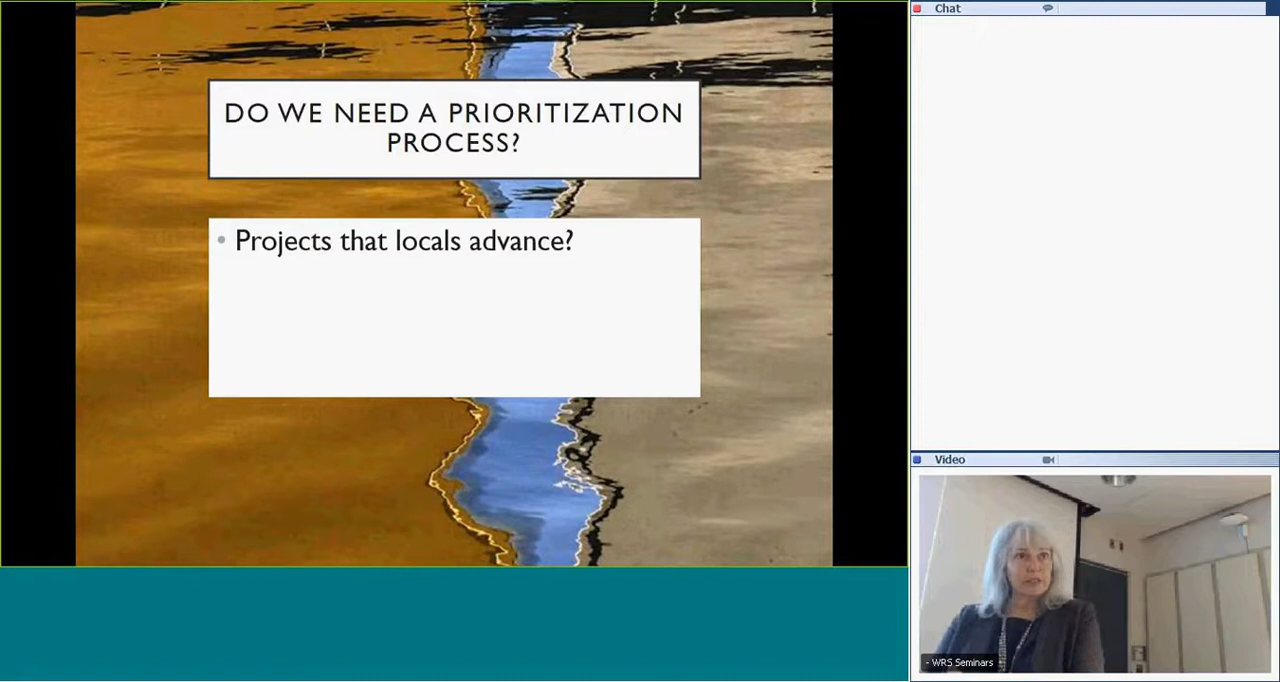 DO WE NEED A PRIORITIZATION
PROCESS?
• Projects that locals advance?
Chat
Video
- WRS Seminars